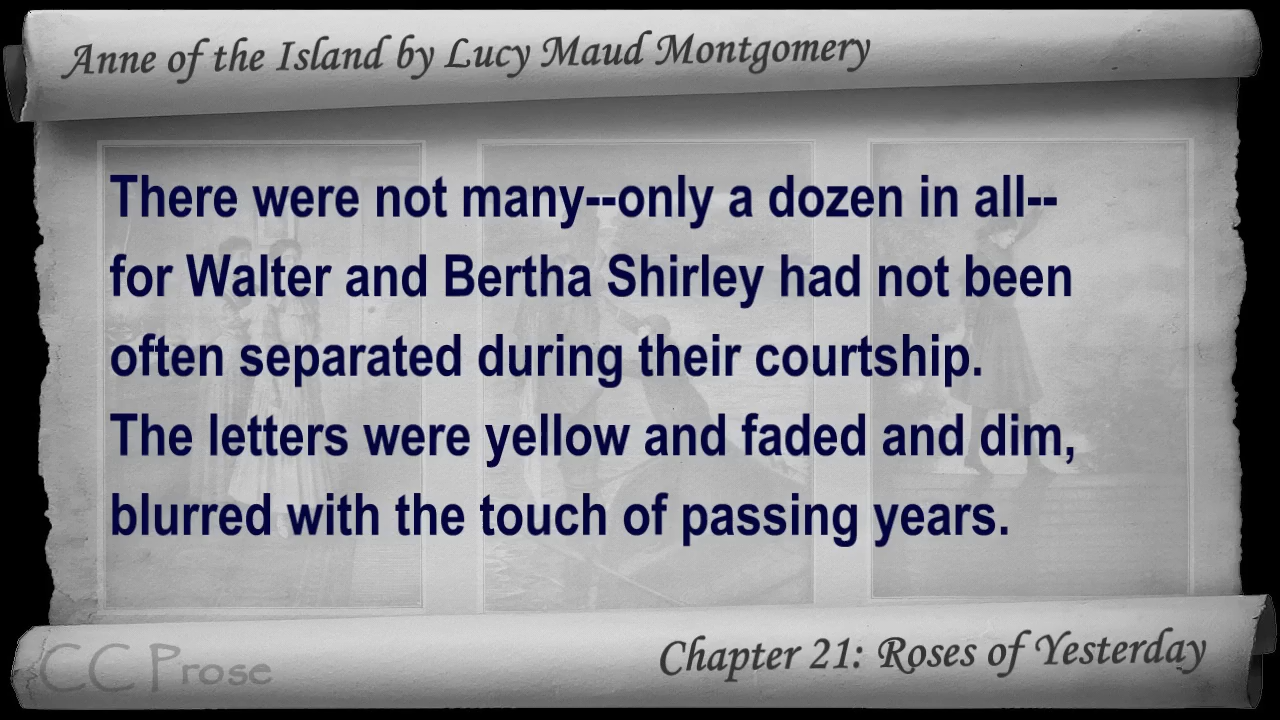 Anne of the Island by Lucy Maud Montgomery
There were not many--only a dozen in all--
for Walter and Bertha Shirley had not been
often separated during their courtship.
The letters were yellow and faded and dim,
blurred with the touch of passing years.
CC Prose
Chapter 21: Roses of Yesterday